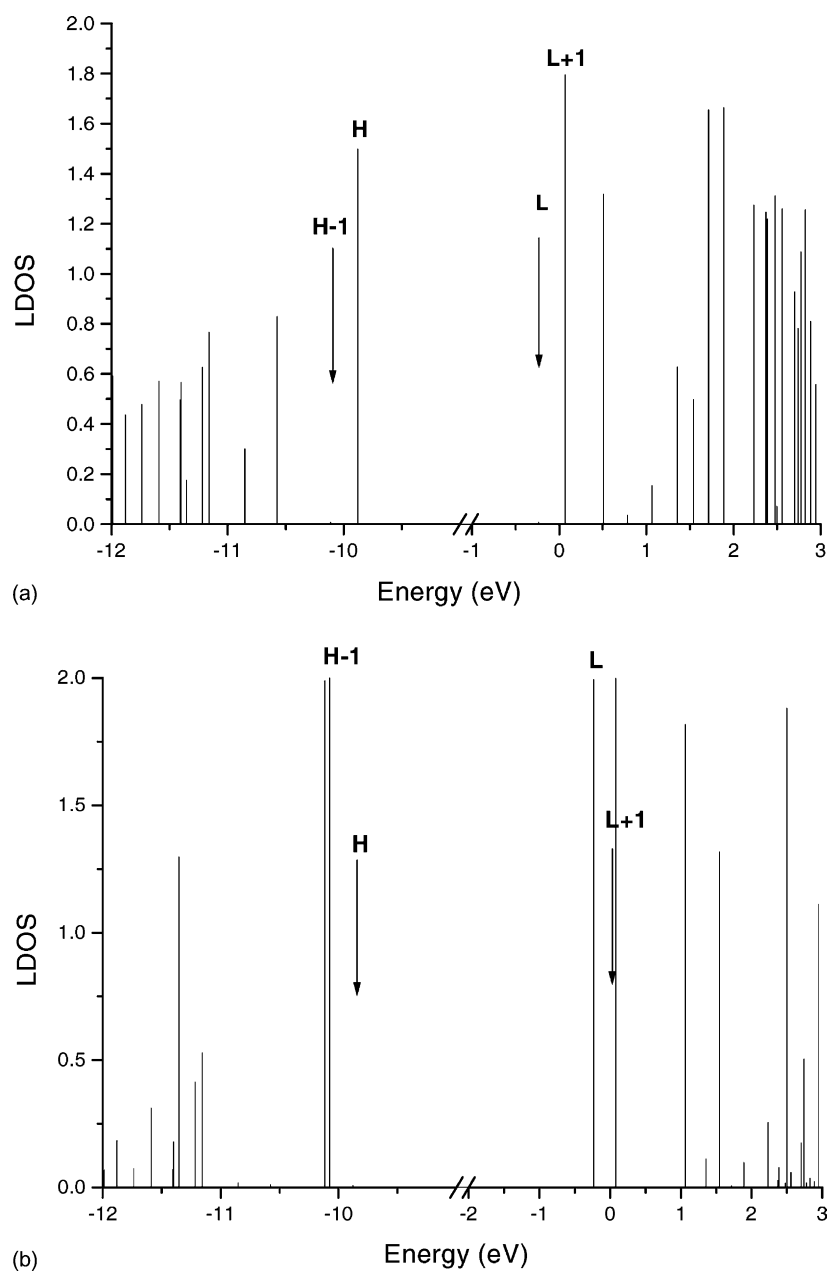 2.0
1.8
1.6
1.4
1.2
1.0
0.8
0.6
0.4
0.2
0.0
LDOS
H-1
H
L
L+1
-12 -11 -10 -1 0 1 2 3
Energy (eV)
(a)
2.0
1.5
1.0
0.5
0.0
LDOS
H-1
H
L
L+1
-12 -11 -10 -2 -1 0 1 2 3
Energy (eV)
(b)